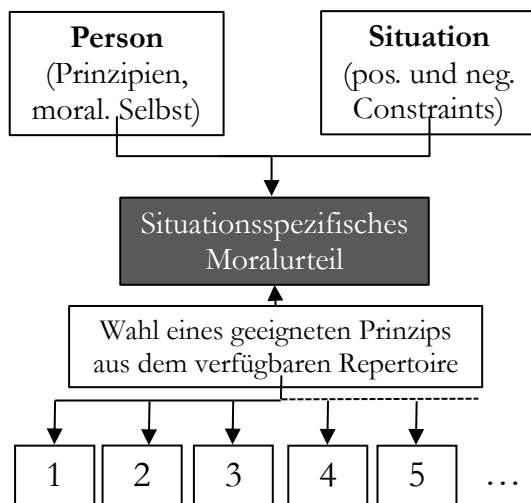 Person
(Prinzipien,
moral. Selbst)
Situation
(pos. und neg.
Constraints)
Situationsspezifisches
Moralurteil
Wahl eines geeigneten Prinzips
aus dem verfügbaren Repertoire
1 2 3 4 5 …